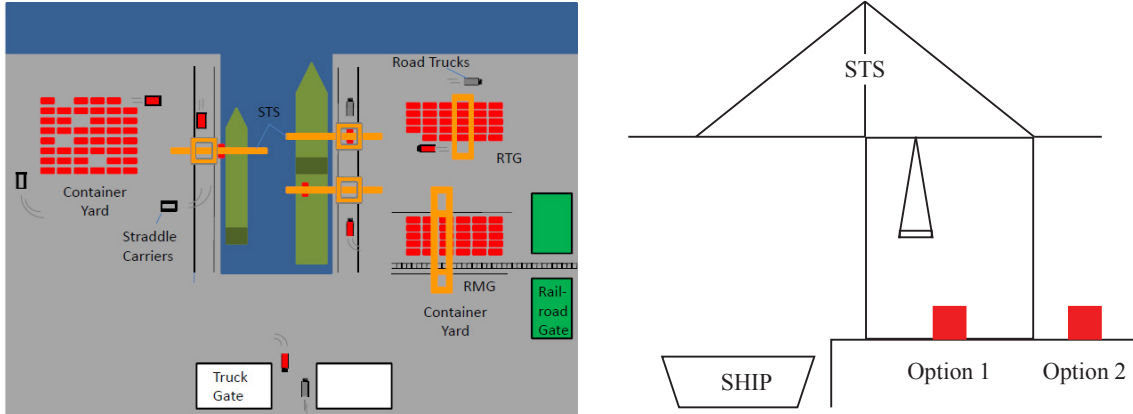 Road Trucks
STS
RTG
Container
Yard
Straddle
Carriers
RMG
Container
Yard
Rail-
road
Gate
Truck
Gate
STS
SHIP
Option 1
Option 2